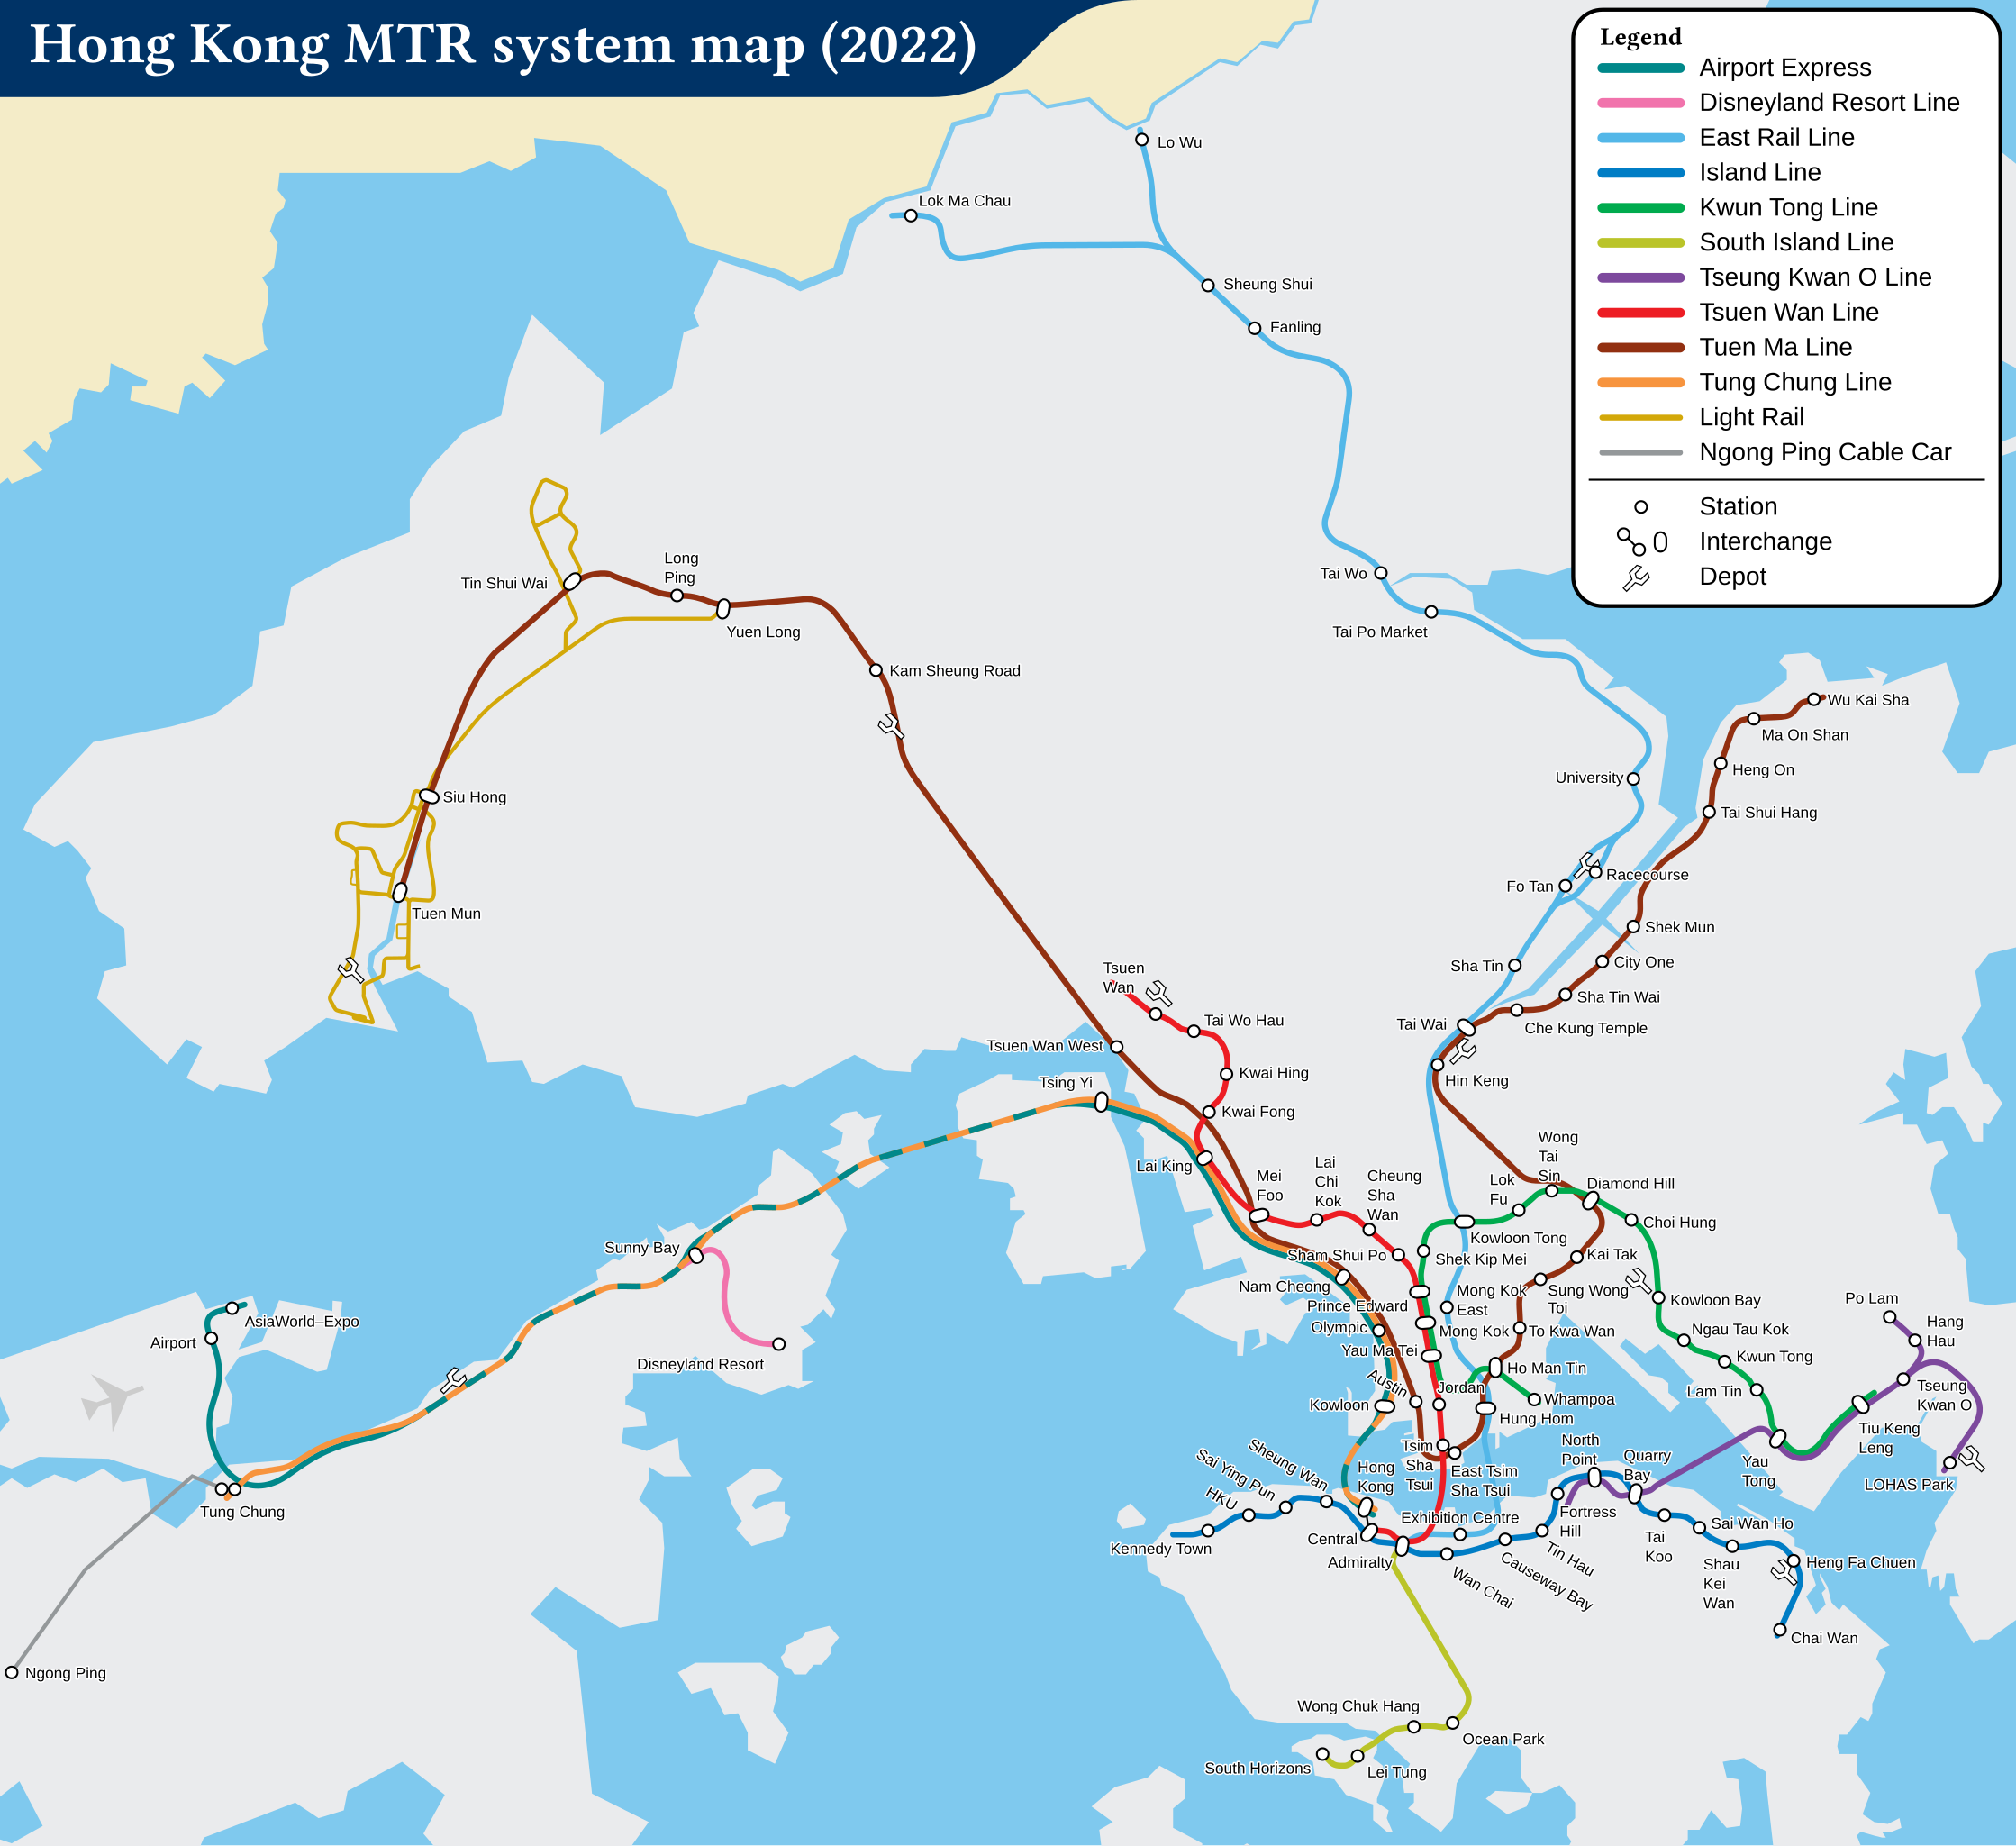 Hong Kong MTR system map (2022)
Legend
Airport Express
Disneyland Resort Line
East Rail Line
Island Line
Kwun Tong Line
South Island Line
Tseung Kwan O Line
Tsuen Wan Line
Tuen Ma Line
Tung Chung Line
Light Rail
Ngong Ping Cable Car
Station
Interchange
Depot
Lo Wu
Lok Ma Chau
Sheung Shui
Fanling
Tai Wo
Tai Po Market
University
Racecourse
Fo Tan
Sha Tin
Tai Wai
Hin Keng
Wu Kai Sha
Ma On Shan
Heng On
Tai Shui Hang
Shek Mun
City One
Sha Tin Wai
Che Kung Temple
Long
Ping
Tin Shui Wai
Yuen Long
Kam Sheung Road
Siu Hong
Tuen Mun
Tsuen
Wan
Tai Wo Hau
Tsuen Wan West
Kwai Hing
Tsing Yi
Kwai Fong
Lai King
Mei
Foo
Lai
Chi
Kok
Cheung
Sha
Wan
Wong
Tai
Sin
Lok
Fu
Diamond Hill
Choi Hung
Kowloon Tong
Shek Kip Mei
Kai Tak
Sham Shui Po
Nam Cheong
Prince Edward
Mong Kok
East
Sung Wong
Toi
Kowloon Bay
Olympic
Mong Kok
To Kwa Wan
Ngau Tau Kok
Yau Ma Tei
Kwun Tong
Ho Man Tin
Austin
Jordan
Whampoa
Lam Tin
Kowloon
Hung Hom
Po Lam
Hang
Hau
Tseung
Kwan O
Tiu Keng
Leng
Yau
Tong
LOHAS Park
Tsim
Sha
Tsui
East Tsim
Sha Tsui
North
Point
Quarry
Bay
Sunny Bay
Disneyland Resort
AsiaWorld–Expo
Airport
Tung Chung
Ngong Ping
Sheung Wan
Sai Ying Pun
HKU
Kennedy Town
Hong
Kong
Central
Admiralty
Exhibition Centre
Wan Chai
Causeway Bay
Tin Hau
Fortress
Hill
Tai
Koo
Sai Wan Ho
Shau
Kei
Wan
Heng Fa Chuen
Chai Wan
Wong Chuk Hang
Ocean Park
South Horizons
Lei Tung